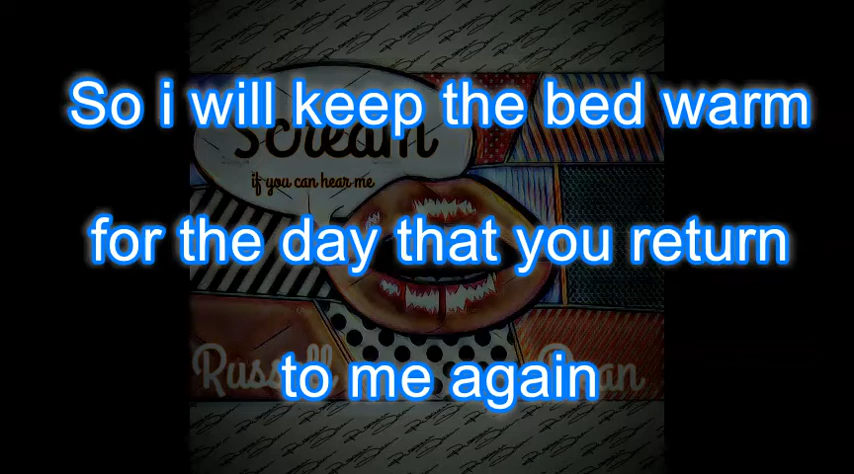 So i will keep the bed warm
Scream
if you can hear me
for the day that you return
Russell
to me again